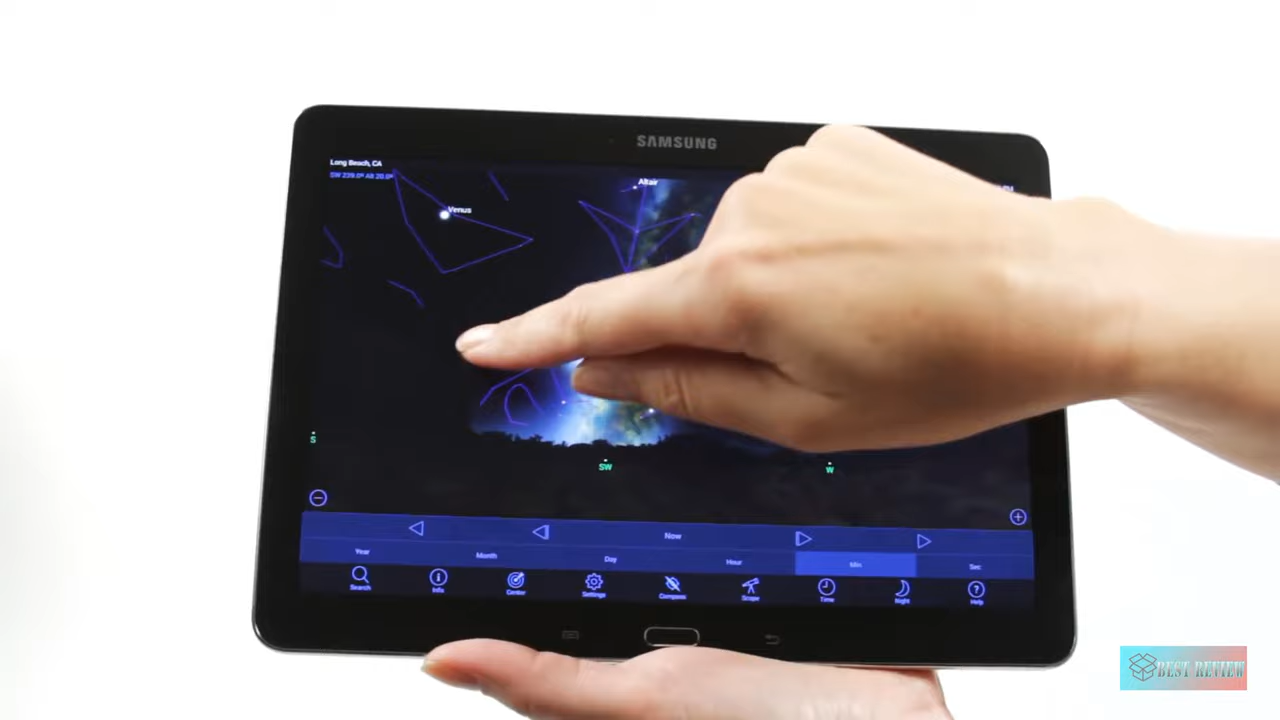 SAMSUNG
Long Beach, CA
Altair
Venus
S
SW
W
Now
Year
Month
Day
Hour
Min
Sec
Search
Info
Center
Settings
Compass
Scope
Time
Night
Help
BEST REVIEW